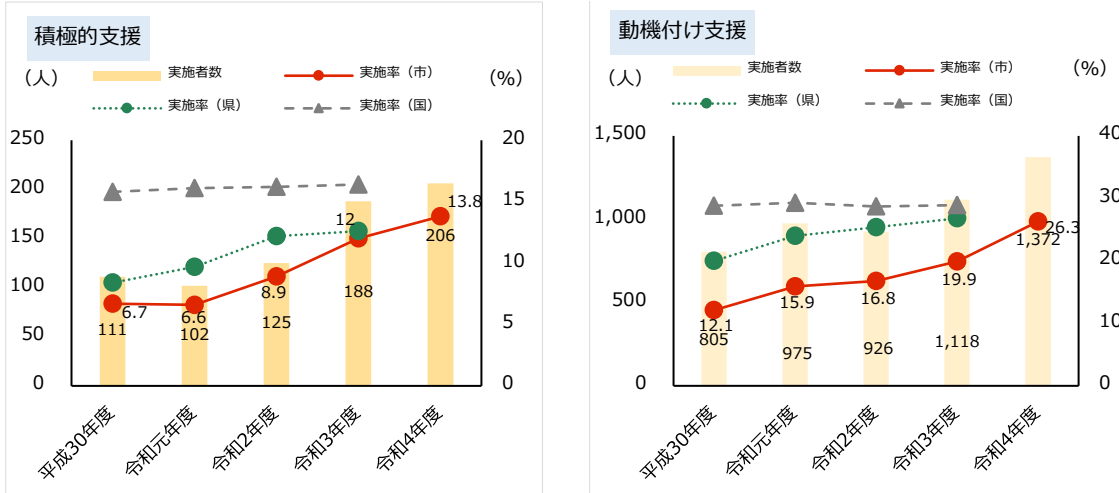 積極的支援
（人）
（%）
実施者数
実施率（市）
実施率（県）
実施率（国）
250
200
150
100
50
0
20
15
10
5
0
6.7
6.6
8.9
12
13.8
111
102
125
188
206
平成30年度
令和元年度
令和2年度
令和3年度
令和4年度
動機付け支援
（人）
（%）
実施者数
実施率（市）
実施率（県）
実施率（国）
1,500
1,000
500
0
40
30
20
10
0
12.1
15.9
16.8
19.9
26.3
805
975
926
1,118
1,372
平成30年度
令和元年度
令和2年度
令和3年度
令和4年度